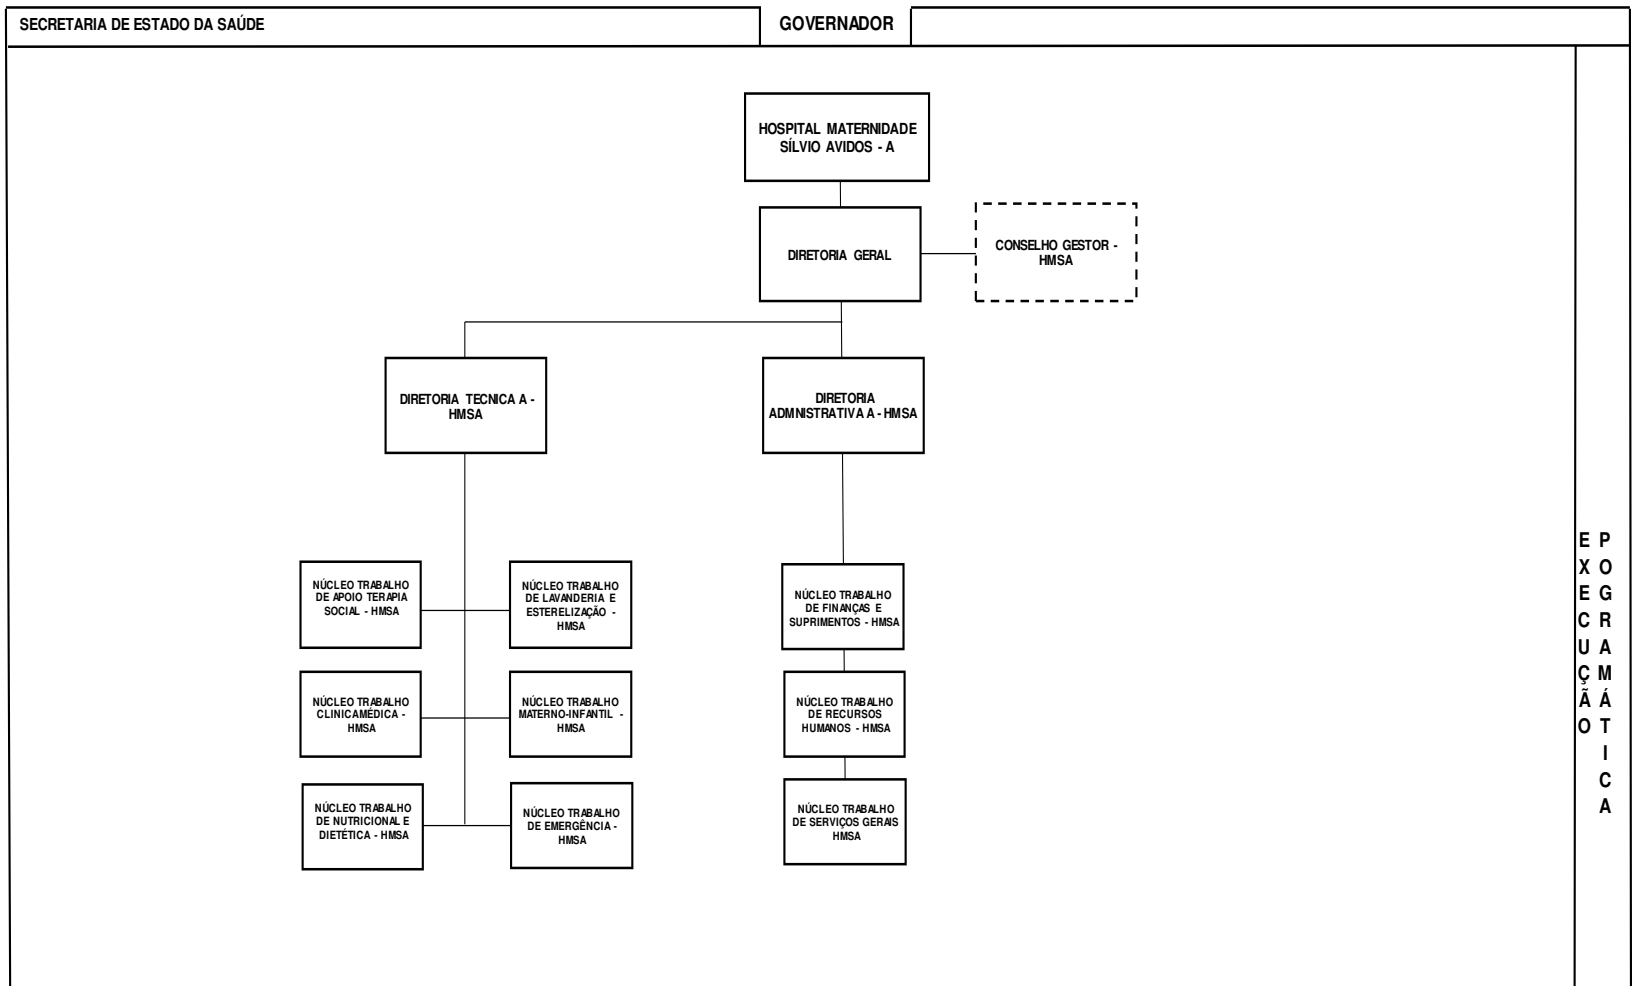 SECRETARIA DE ESTADO DA SAÚDE
GOVERNADOR
HOSPITAL MATERNIDADE
SÍLVIO AVIDOS - A
DIRETORIA GERAL
CONSELHO GESTOR -
HMSA
DIRETORIA TECNICA A -
HMSA
DIRETORIA
ADMNISTRATIVA A - HMSA
NÚCLEO TRABALHO
DE APOIO TERAPIA
SOCIAL - HMSA
NÚCLEO TRABALHO
DE LAVANDERIA E
ESTERELIZAÇÃO -
HMSA
NÚCLEO TRABALHO
DE FINANÇAS E
SUPRIMENTOS - HMSA
NÚCLEO TRABALHO
CLINICAMÉDICA -
HMSA
NÚCLEO TRABALHO
MATERNO-INFANTIL -
HMSA
NÚCLEO TRABALHO
DE RECURSOS
HUMANOS - HMSA
NÚCLEO TRABALHO
DE NUTRICIONAL E
DIETÉTICA - HMSA
NÚCLEO TRABALHO
DE EMERGÊNCIA -
HMSA
NÚCLEO TRABALHO
DE SERVIÇOS GERAIS
HMSA
EXECUÇÃO
POGRAMÁTICA